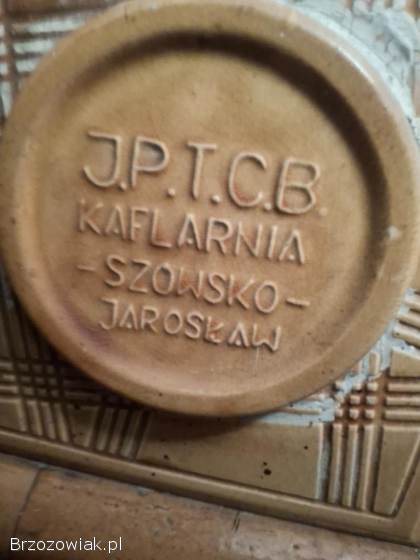 J.P.T.C.B.
KAFLARNIA
-SZOWSKO-
JAROSŁAW
Brzozowiak.pl